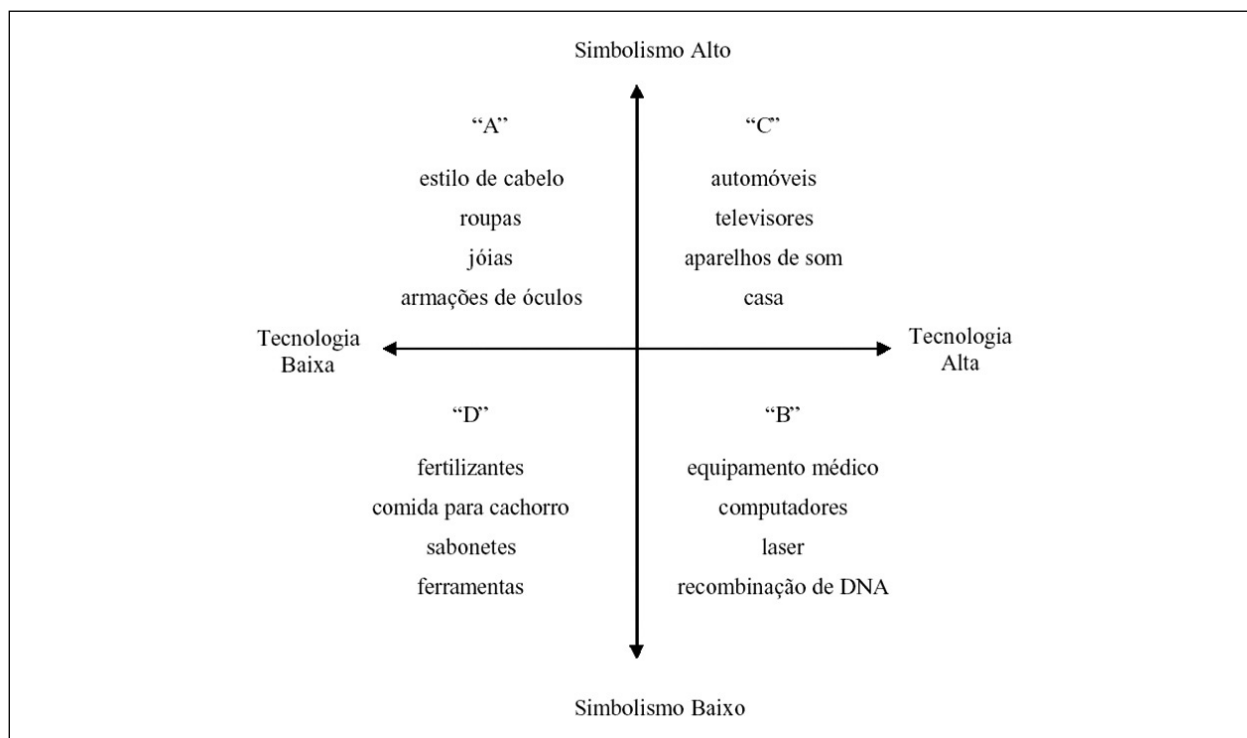 Simbolismo Alto
“A”
estilo de cabelo
roupas
jóias
armações de óculos
“C”
automóveis
televisores
aparelhos de som
casa
Tecnologia
Baixa
Tecnologia
Alta
“D”
fertilizantes
comida para cachorro
sabonetes
ferramentas
“B”
equipamento médico
computadores
laser
recombinação de DNA
Simbolismo Baixo